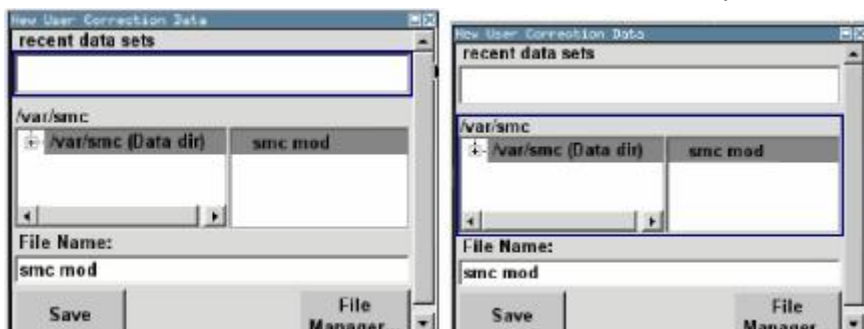 New User Correction Data
recent data sets
/var/smc
/var/smc (Data dir)
smc mod
File Name:
smc mod
Save
File
Manager...
New User Correction Data
recent data sets
/var/smc
/var/smc (Data dir)
smc mod
File Name:
smc mod
Save
File
Manager...